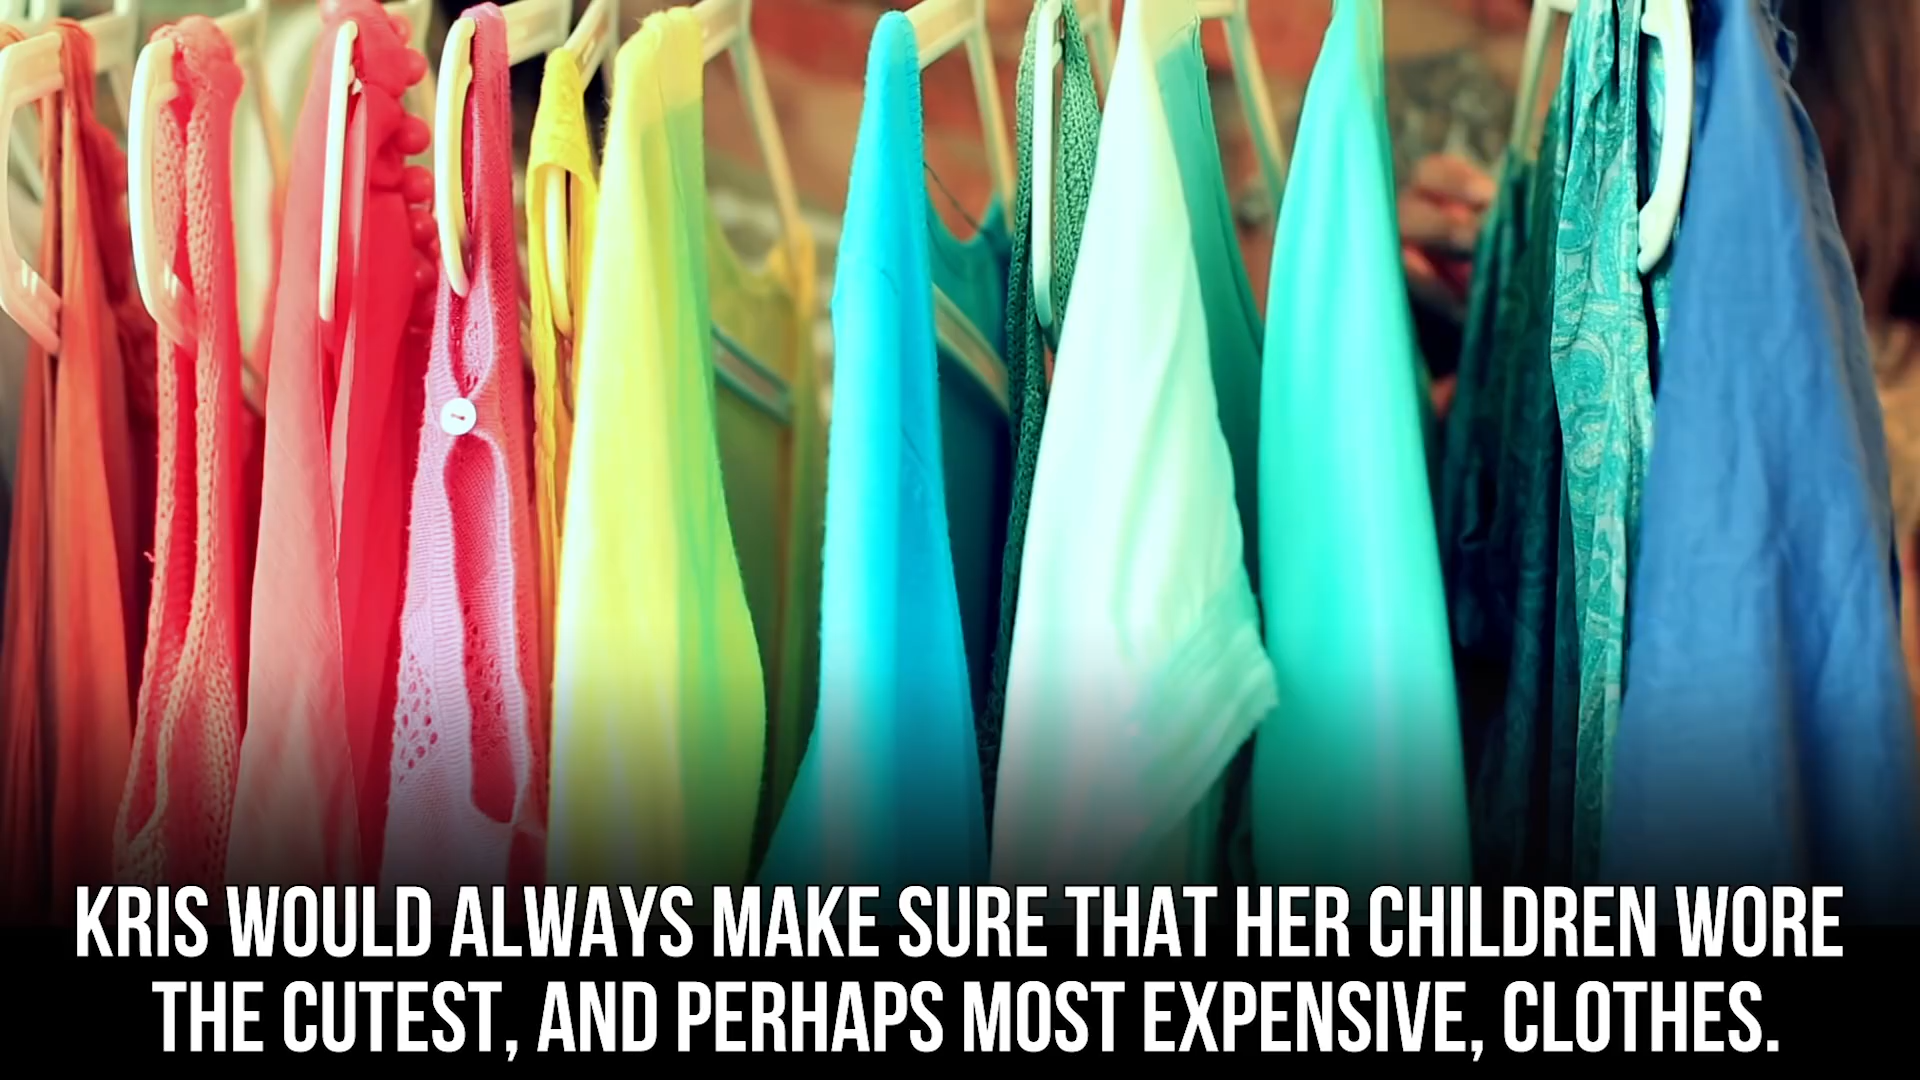 KRIS WOULD ALWAYS MAKE SURE THAT HER CHILDREN WORE
THE CUTEST, AND PERHAPS MOST EXPENSIVE, CLOTHES.